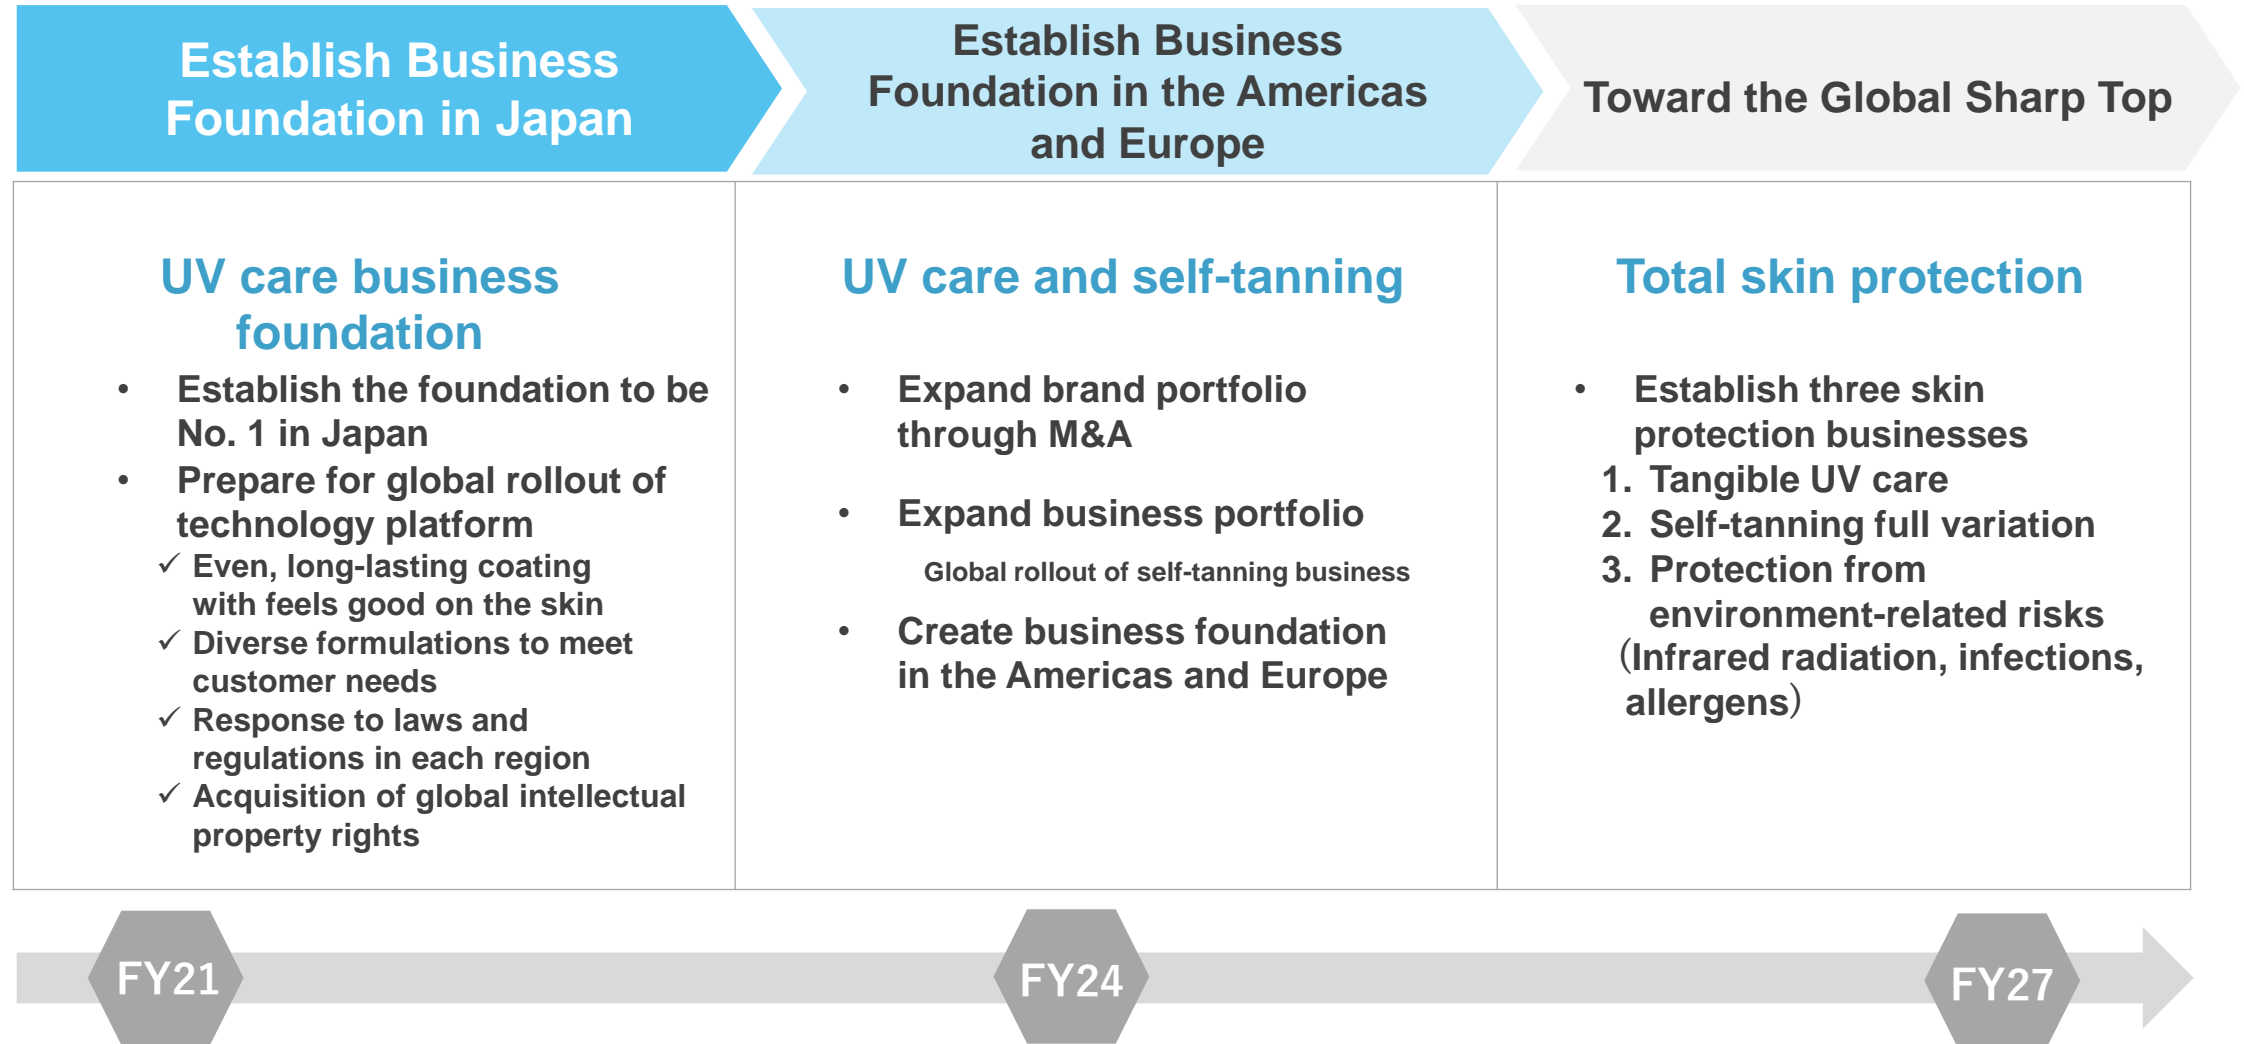 Establish Business
Foundation in Japan
Establish Business
Foundation in the Americas
and Europe
Toward the Global Sharp Top
UV care business
foundation
• Establish the foundation to be
No. 1 in Japan
• Prepare for global rollout of
technology platform
✓ Even, long-lasting coating
with feels good on the skin
✓ Diverse formulations to meet
customer needs
✓ Response to laws and
regulations in each region
✓ Acquisition of global intellectual
property rights
UV care and self-tanning
• Expand brand portfolio
through M&A
• Expand business portfolio
Global rollout of self-tanning business
• Create business foundation
in the Americas and Europe
Total skin protection
• Establish three skin
protection businesses
1. Tangible UV care
2. Self-tanning full variation
3. Protection from
environment-related risks
（Infrared radiation, infections,
allergens）
FY21
FY24
FY27